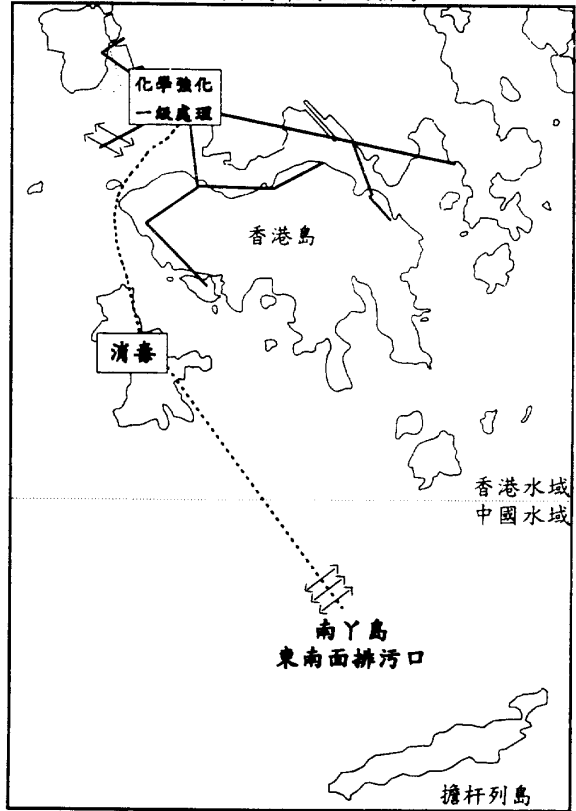 化學強化
一級處理
香港島
消毒
香港水域
中國水域
南丫島
東南面排污口
擔杆列島